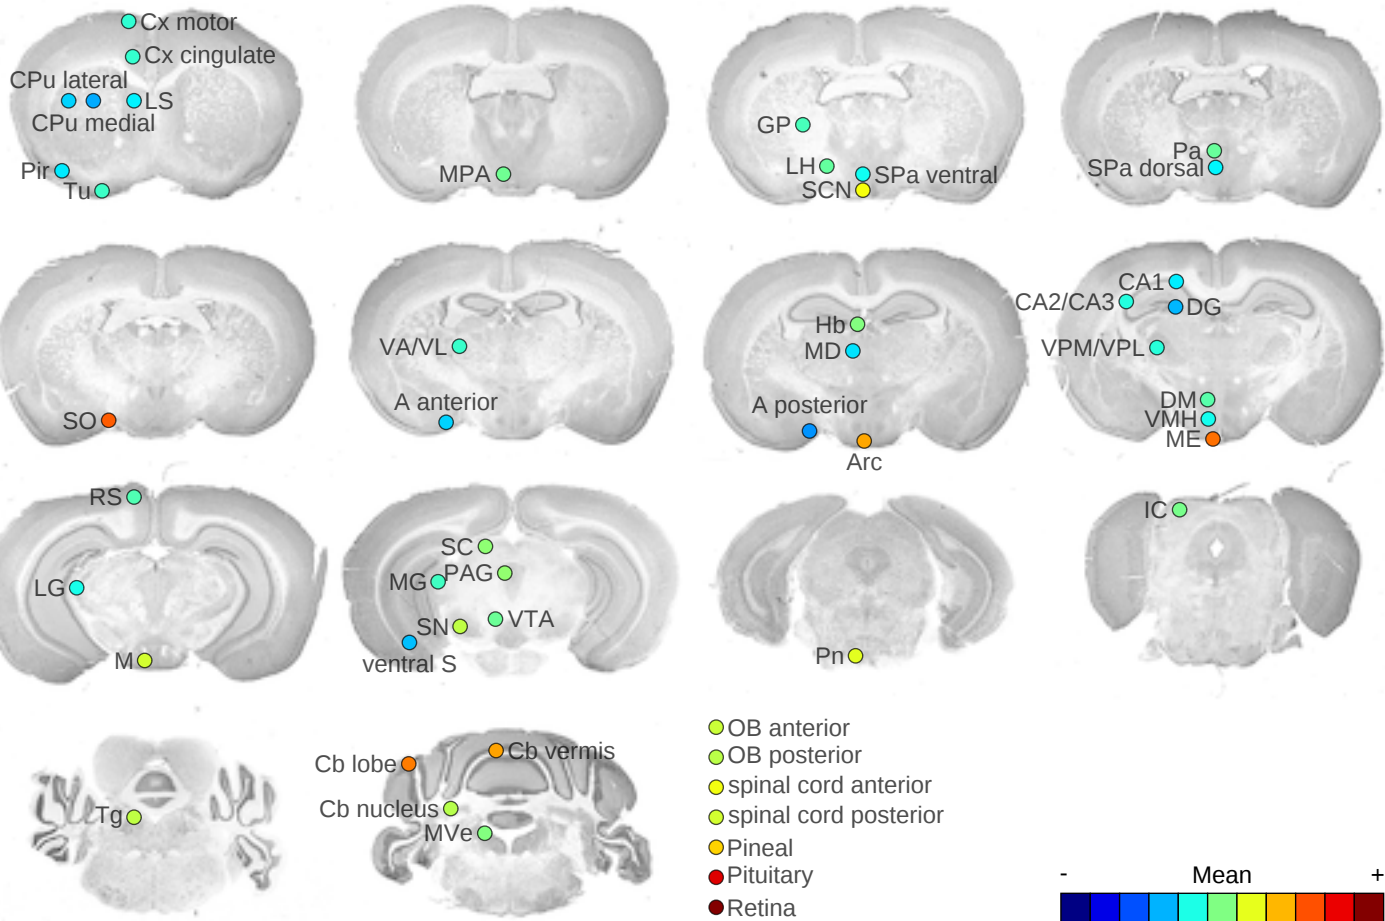 Cx motor
Cx cingulate
CPu lateral
LS
CPu medial
Pir
Tu
MPA
GP
LH
SPa ventral
SCN
Pa
SPa dorsal
SO
VA/VL
A anterior
Hb
MD
A posterior
Arc
CA1
CA2/CA3
DG
VPM/VPL
DM
VMH
ME
RS
LG
M
SC
MG
PAG
SN
VTA
ventral S
Pn
IC
Tg
Cb lobe
Cb vermis
Cb nucleus
MVe
OB anterior
OB posterior
spinal cord anterior
spinal cord posterior
Pineal
Pituitary
Retina
- Mean +